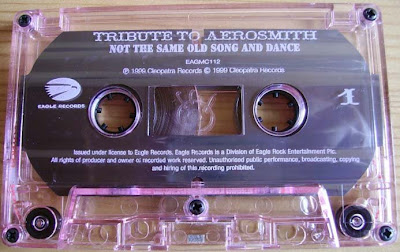 TRIBUTE TO AEROSMITH
NOT THE SAME OLD SONG AND DANCE
EAGMC112
℗ 1999 Cleopatra Records © 1999 Cleopatra Records
EAGLE RECORDS
1
Issued under license to Eagle Records. Eagle Records is a Division of Eagle Rock Entertainment Plc.
All rights of producer and owner of recorded work reserved. Unauthorised public performance, broadcasting, copying
and hiring of this recording prohibited.